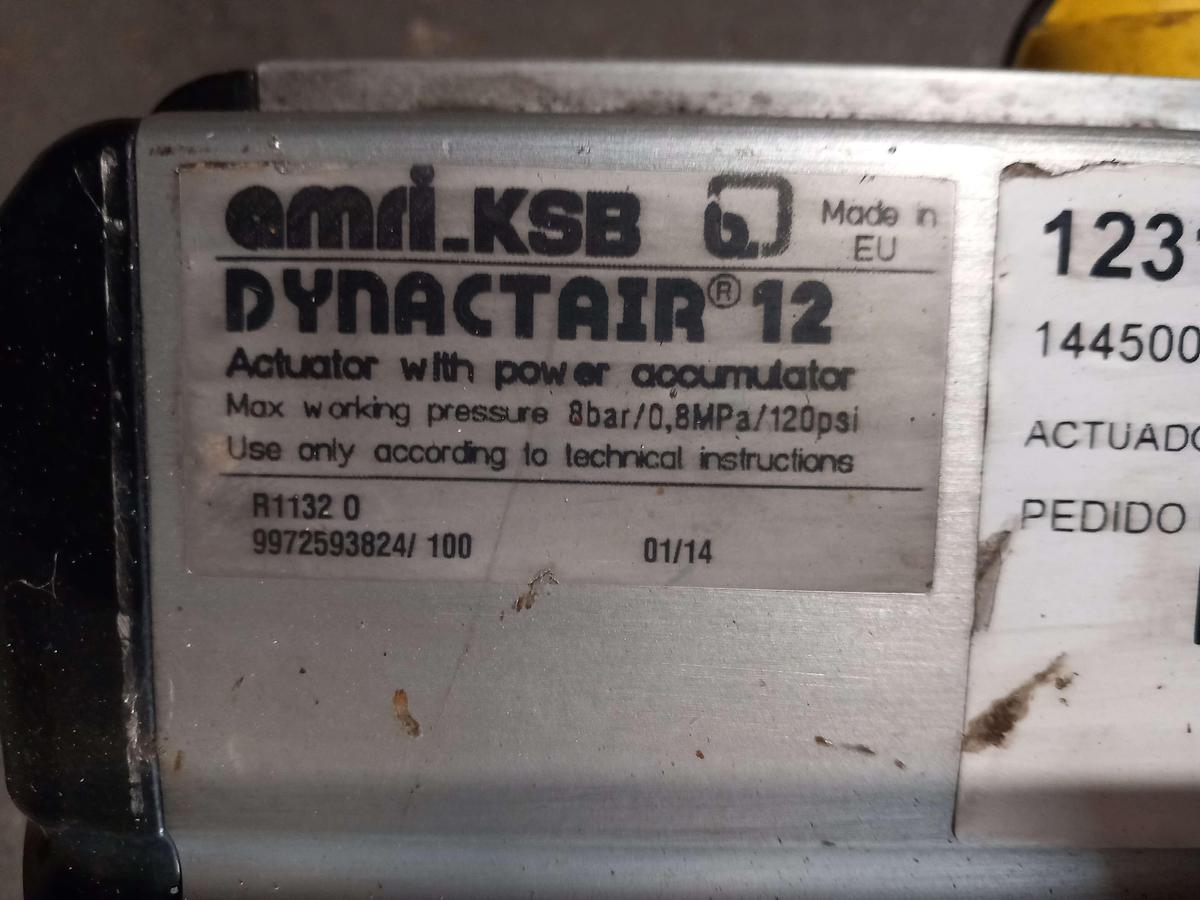 amri_KSB
Made in
EU
DYNACTAIR® 12
Actuator with power accumulator
Max working pressure 8bar/0,8MPa/120psi
Use only according to technical instructions
R1132 0
9972593824/ 100 01/14
123
144500
ACTUADO
PEDIDO